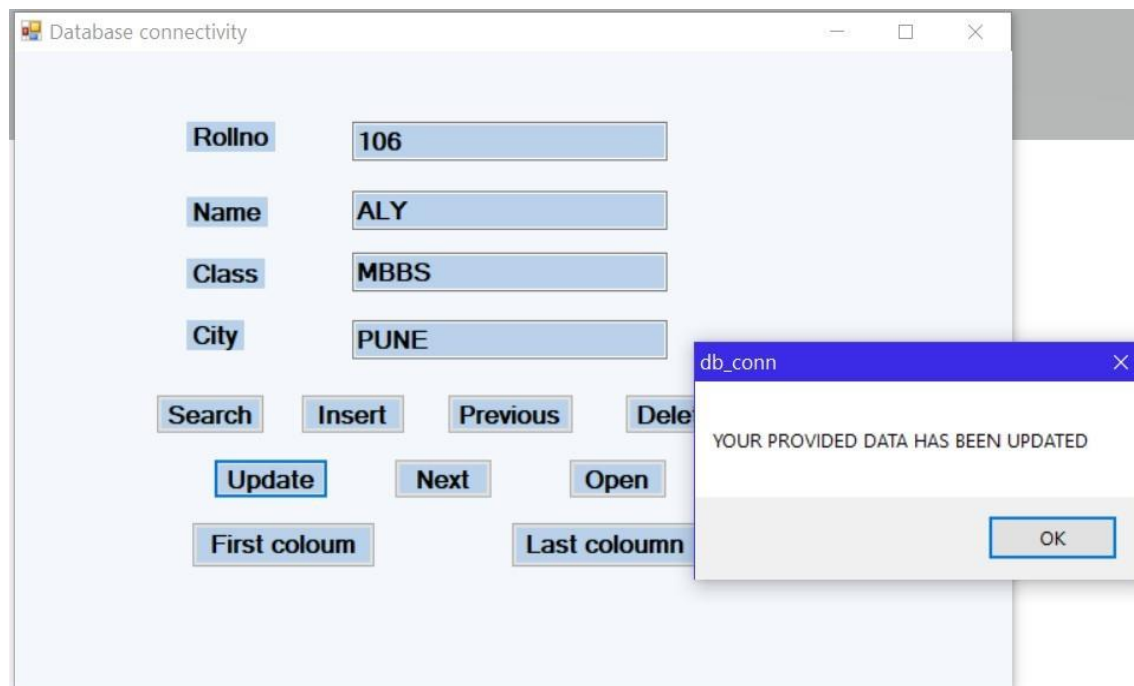 Database connectivity
Rollno 106
Name ALY
Class MBBS
City PUNE
db_conn
Search Insert Previous
YOUR PROVIDED DATA HAS BEEN UPDATED
Update Next Open
OK
First coloum Last coloumn